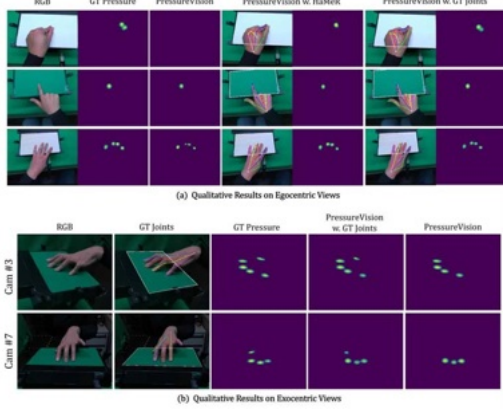 RGB GT Pressure PressureVision PressureVision w. HaMeR PressureVision w. GT Joints
(a) Qualitative Results on Egocentric Views
RGB GT Joints GT Pressure PressureVision w. GT Joints PressureVision
Cam #3
Cam #7
(b) Qualitative Results on Exocentric Views